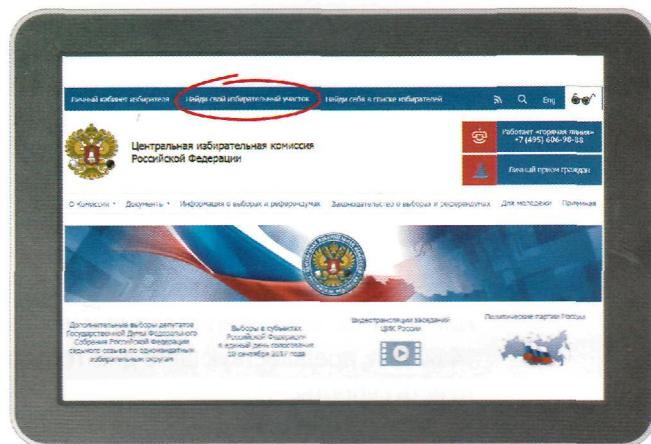 Личный кабинет избирателя
Найди свой избирательный участок
Найди себя в списке избирателей
Eng
Центральная избирательная комиссия
Российской Федерации
Работает «горячая линия»
+7 (495) 606-98-88
Личный прием граждан
О Комиссии
Документы
Информация о выборах и референдумах
Законодательство о выборах и референдумах
Для молодежи
Приемная
Дополнительные выборы депутатов
Государственной Думы Федерального
Собрания Российской Федерации
седьмого созыва по одномандатным
избирательным округам
Выборы в субъектах
Российской Федерации
в единый день голосования
10 сентября 2017 года
Видеотрансляции заседаний
ЦИК России
Политические партии России